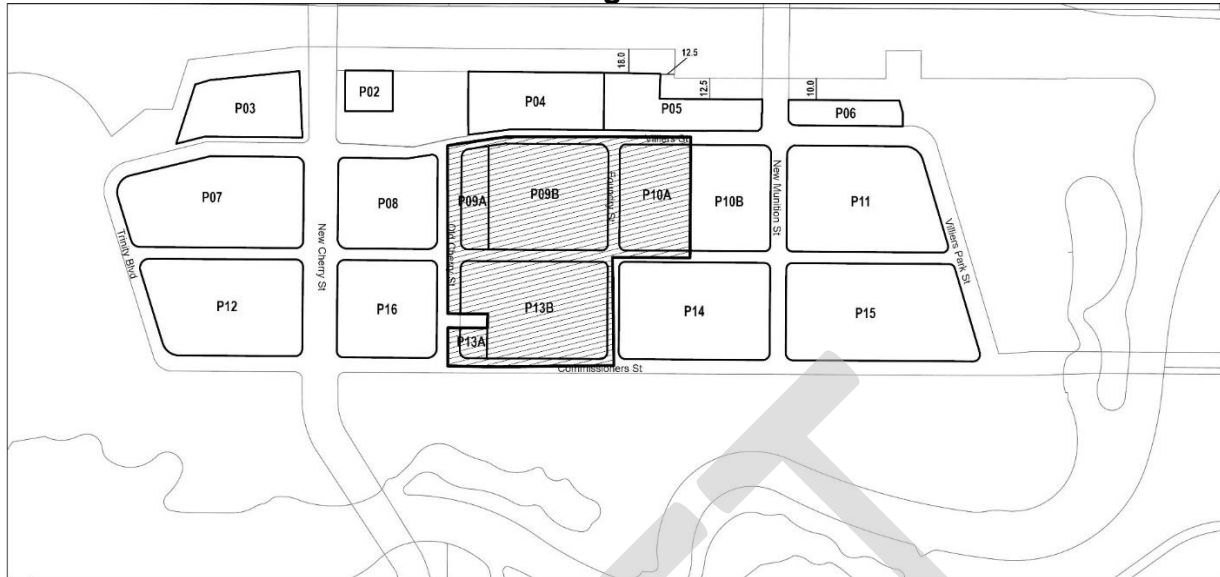 g
12.5
18.0
12.5
10.0
P03
P02
P04
P05
P06
Villiers St
P07
P08
P09A
P09B
Foundry St
P10A
P10B
New Munition St
P11
Trinity Blvd
New Cherry St
Old Cherry St
Villiers Park St
P12
P16
P13B
P13A
P14
P15
Commissioners St